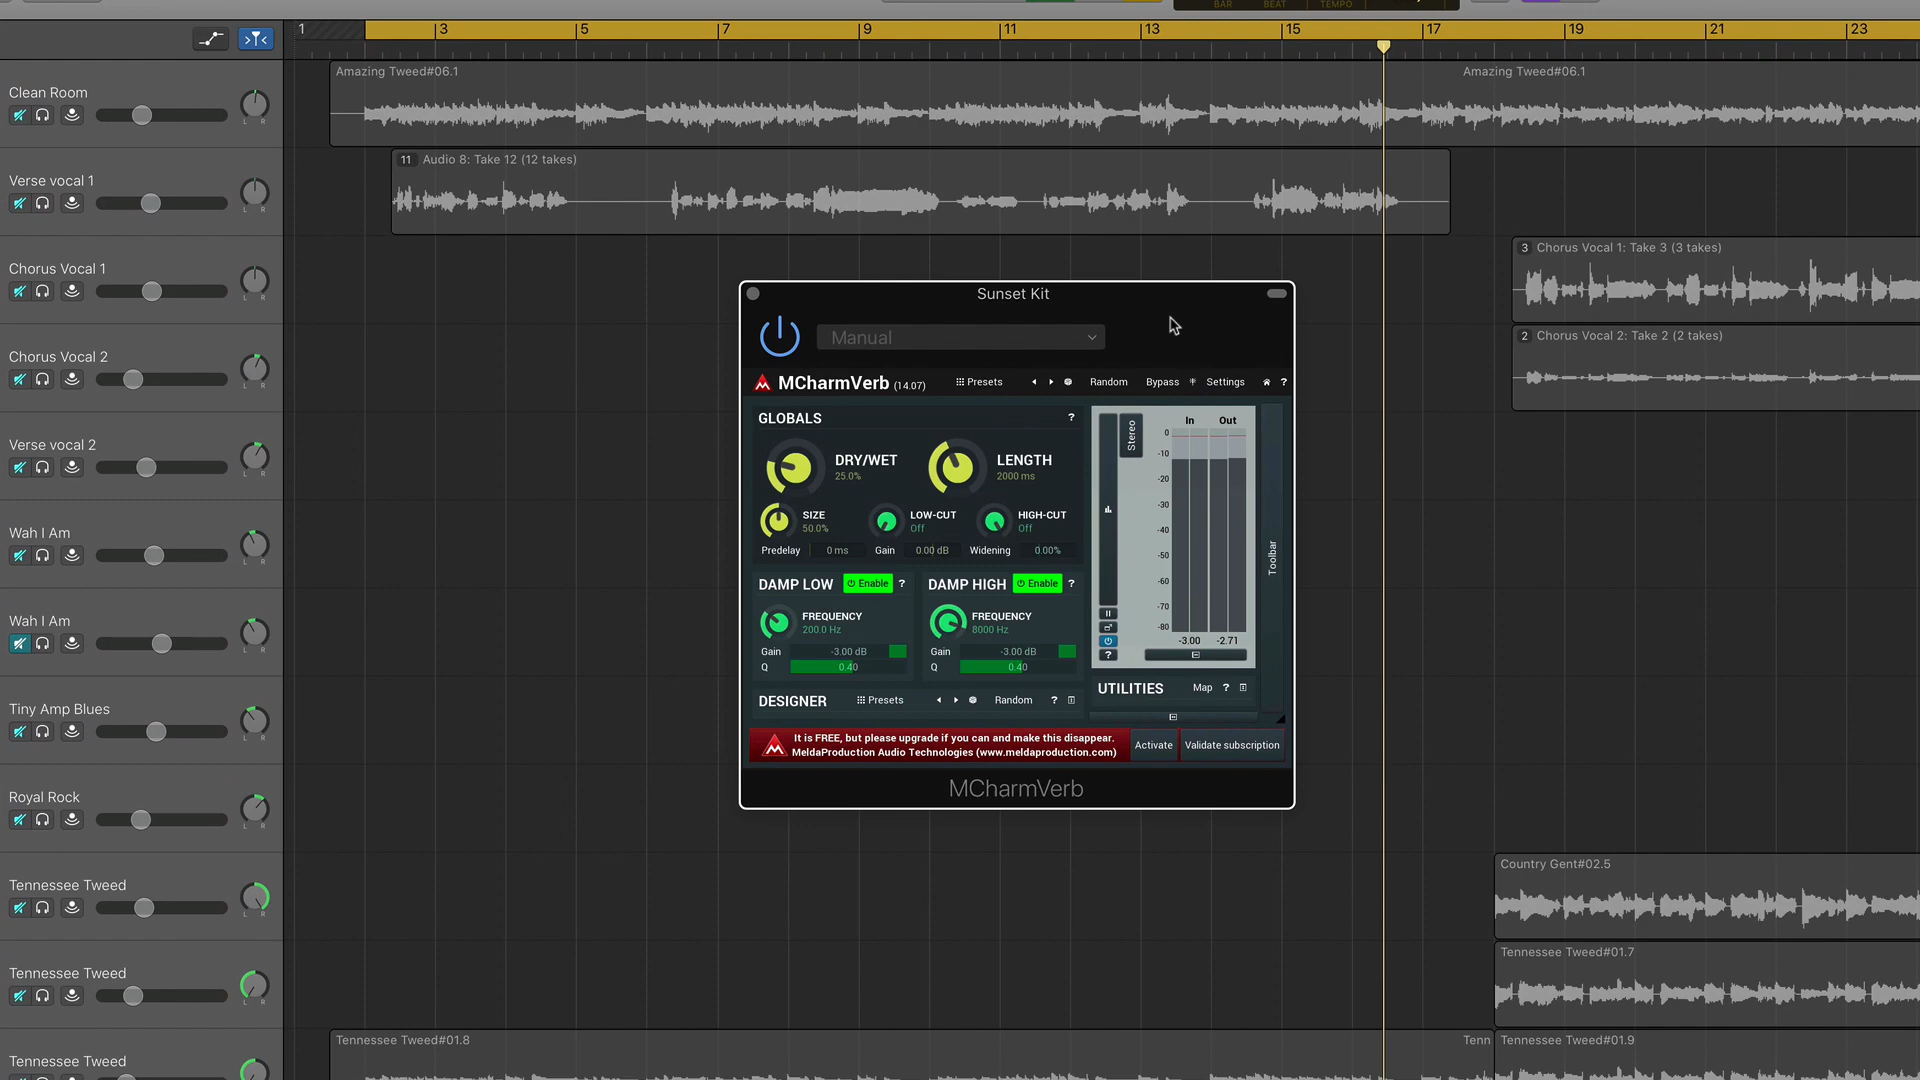 BAR BEAT TEMPO
1 3 5 7 9 11 13 15 17 19 21 23
Amazing Tweed#06.1
Amazing Tweed#06.1
Clean Room
L R
11 Audio 8: Take 12 (12 takes)
Verse vocal 1
L R
3 Chorus Vocal 1: Take 3 (3 takes)
Chorus Vocal 1
L R
2 Chorus Vocal 2: Take 2 (2 takes)
Chorus Vocal 2
L R
Verse vocal 2
L R
Wah I Am
L R
Wah I Am
L R
Tiny Amp Blues
L R
Royal Rock
L R
Country Gent#02.5
Tennessee Tweed
L R
Tennessee Tweed#01.7
Tennessee Tweed
L R
Tennessee Tweed#01.8
Tenn
Tennessee Tweed#01.9
Tennessee Tweed
Sunset Kit
Manual
MCharmVerb (14.07) Presets Random Bypass Settings ?
GLOBALS ?
DRY/WET
25.0%
LENGTH
2000 ms
SIZE
50.0%
LOW-CUT
Off
HIGH-CUT
Off
Predelay 0 ms Gain 0.00 dB Widening 0.00%
DAMP LOW Enable ?
FREQUENCY
200.0 Hz
Gain -3.00 dB
Q 0.40
DAMP HIGH Enable ?
FREQUENCY
8000 Hz
Gain -3.00 dB
Q 0.40
DESIGNER Presets Random ?
Stereo
In Out
0
-10
-20
-30
-40
-50
-60
-70
-80
-3.00 -2.71
?
Toolbar
UTILITIES Map ?
It is FREE, but please upgrade if you can and make this disappear.
MeldaProduction Audio Technologies (www.meldaproduction.com)
Activate
Validate subscription
MCharmVerb